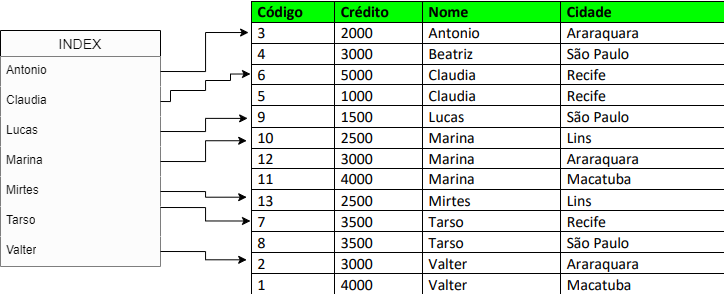 INDEX
Antonio
Claudia
Lucas
Marina
Mirtes
Tarso
Valter
Código Crédito Nome Cidade
3 2000 Antonio Araraquara
4 3000 Beatriz São Paulo
6 5000 Claudia Recife
5 1000 Claudia Recife
9 1500 Lucas São Paulo
10 2500 Marina Lins
12 3000 Marina Araraquara
11 4000 Marina Macatuba
13 2500 Mirtes Lins
7 3500 Tarso Recife
8 3500 Tarso São Paulo
2 3000 Valter Araraquara
1 4000 Valter Macatuba